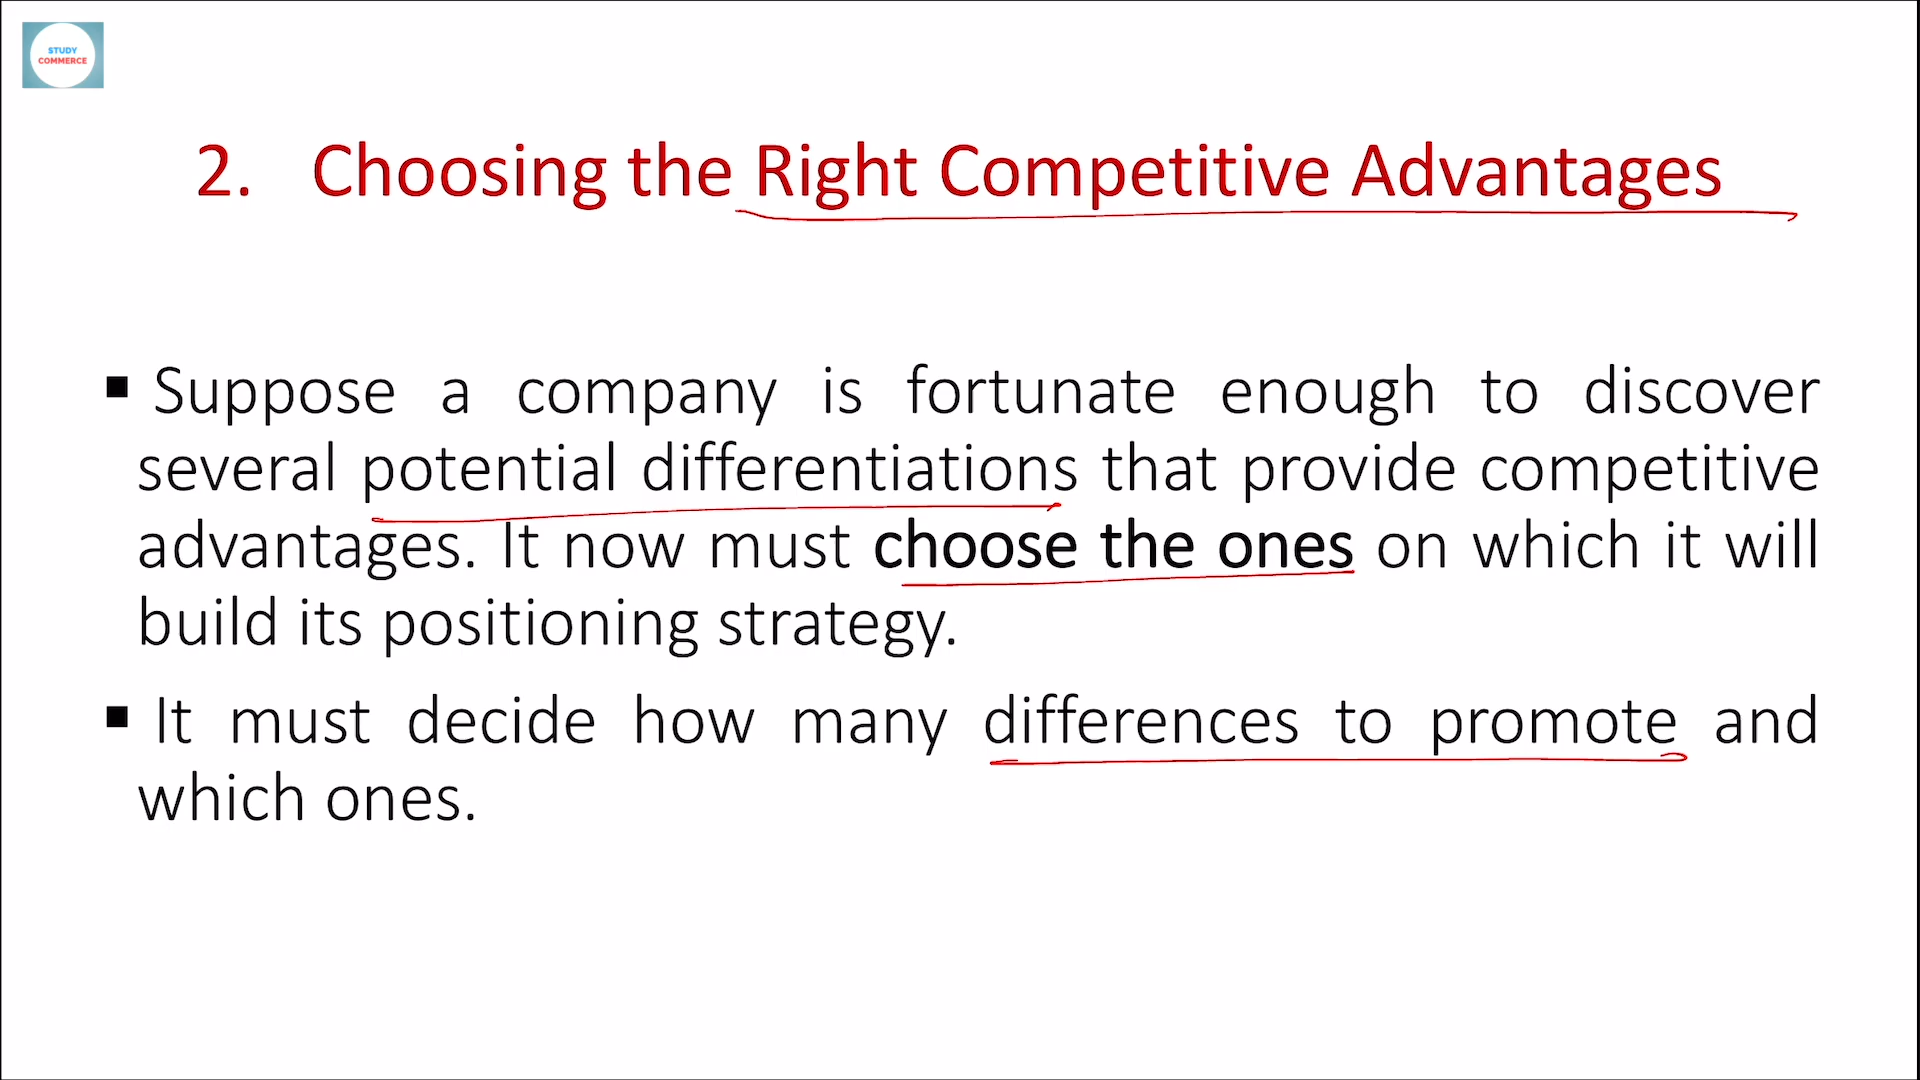 STUDY
COMMERCE
2. Choosing the Right Competitive Advantages
▪ Suppose a company is fortunate enough to discover
several potential differentiations that provide competitive
advantages. It now must choose the ones on which it will
build its positioning strategy.
▪ It must decide how many differences to promote and
which ones.